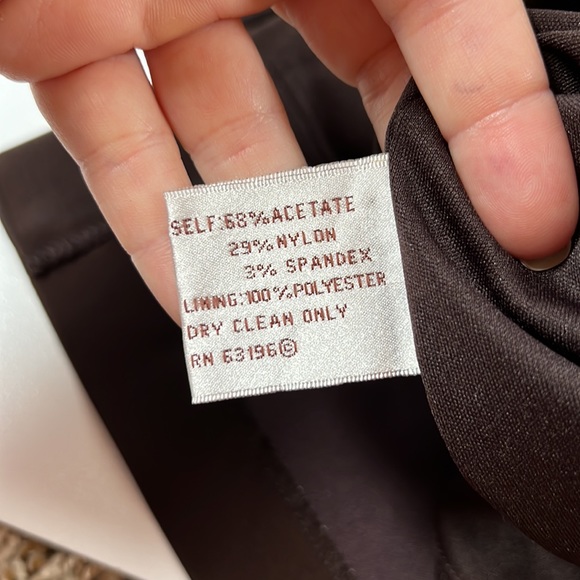 SELF:68% ACETATE
29% NYLON
3% SPANDEX
LINING:100% POLYESTER
DRY CLEAN ONLY
RN 63196©